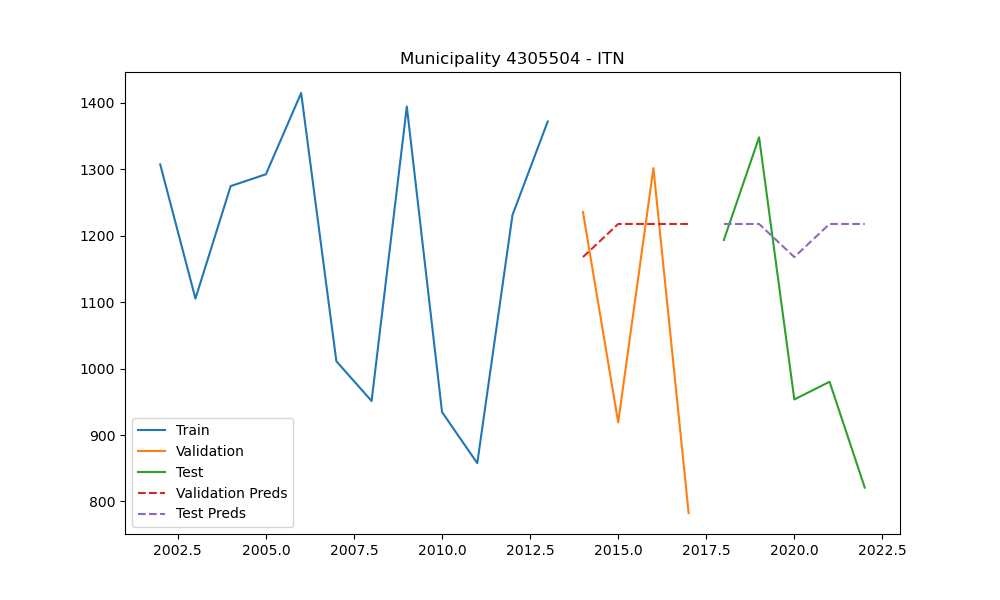 Municipality 4305504 - ITN
1400
1300
1200
1100
1000
900
800
Train
Validation
Test
Validation Preds
Test Preds
2002.5 2005.0 2007.5 2010.0 2012.5 2015.0 2017.5 2020.0 2022.5